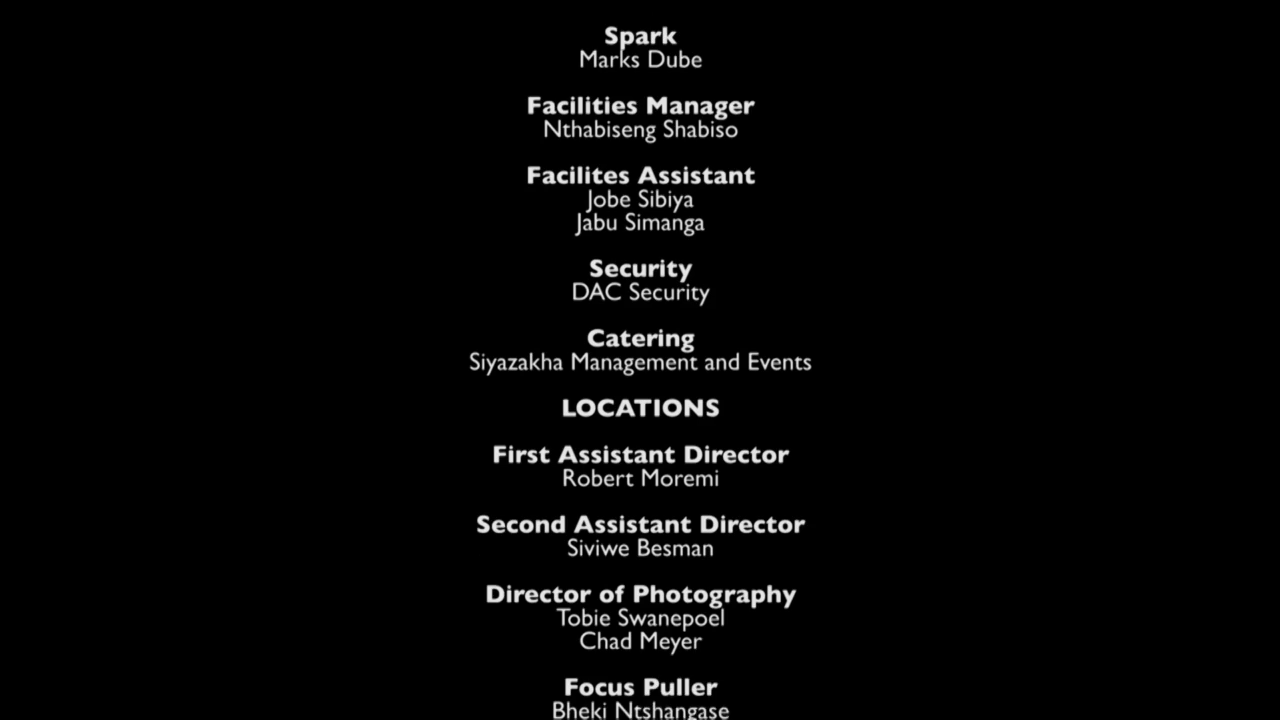 Spark
Marks Dube
Facilities Manager
Nthabiseng Shabiso
Facilites Assistant
Jobe Sibiya
Jabu Simanga
Security
DAC Security
Catering
Siyazakha Management and Events
LOCATIONS
First Assistant Director
Robert Moremi
Second Assistant Director
Siviwe Besman
Director of Photography
Tobie Swanepoel
Chad Meyer
Focus Puller
Bheki Ntshangase